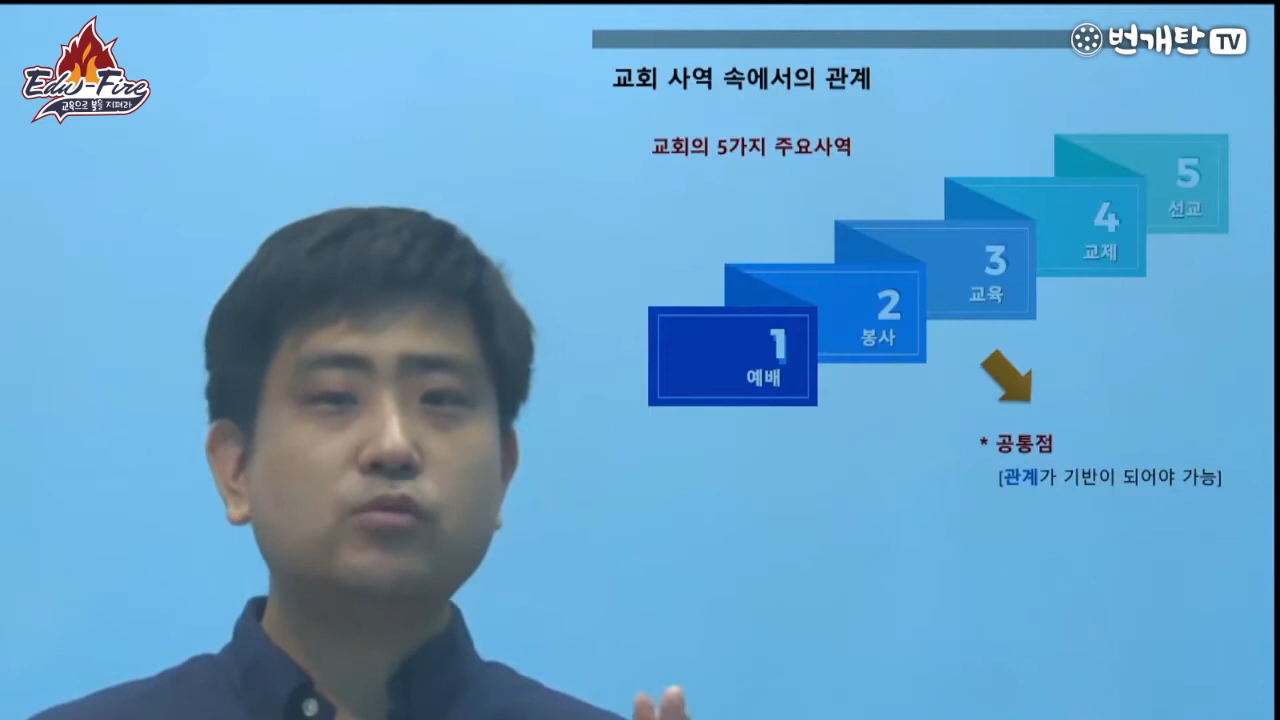 Edu-Fire
교육으로 불을 지펴라
번개탄 TV
교회 사역 속에서의 관계
교회의 5가지 주요사역
1
예배
2
봉사
3
교육
4
교제
5
선교
* 공통점
[관계가 기반이 되어야 가능]